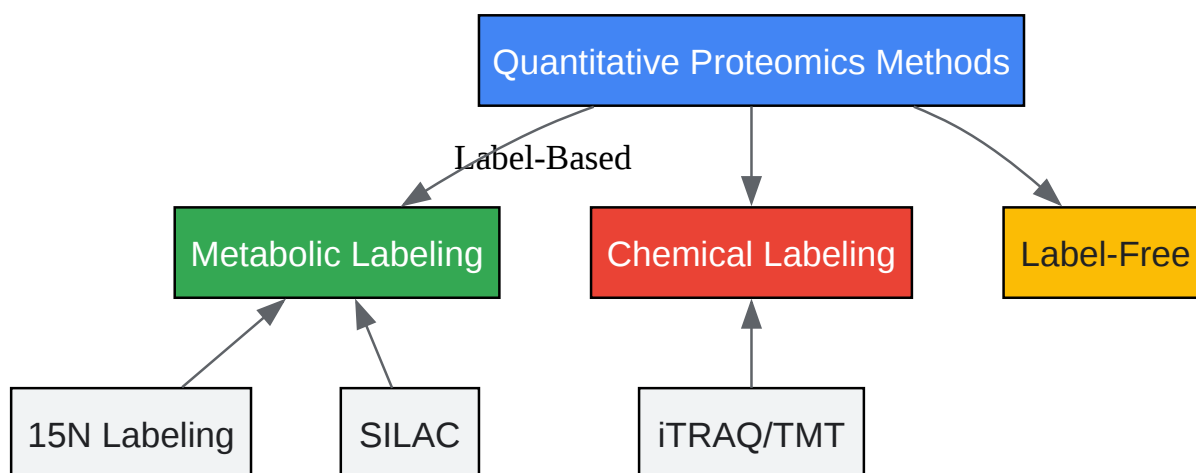 Quantitative Proteomics Methods
Label-Based
Metabolic Labeling
Chemical Labeling
Label-Free
15N Labeling
SILAC
iTRAQ/TMT